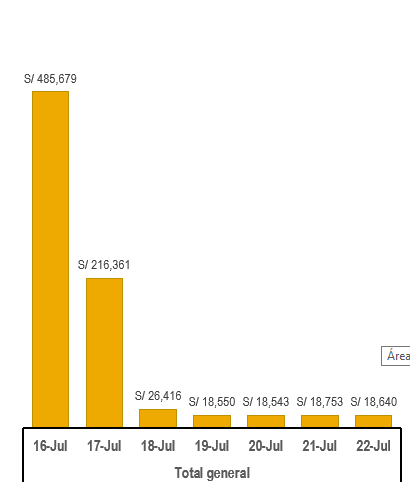 S/ 485,679
S/ 216,361
S/ 26,416
S/ 18,550
S/ 18,543
S/ 18,753
S/ 18,640
Área
16-Jul 17-Jul 18-Jul 19-Jul 20-Jul 21-Jul 22-Jul
Total general